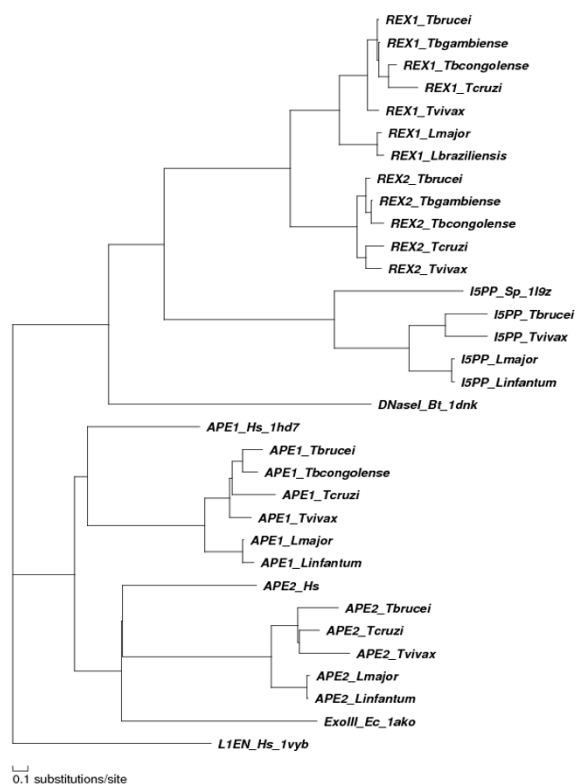 REX1_Tbrucei
REX1_Tbgambiense
REX1_Tbcongolense
REX1_Tcruzi
REX1_Tvivax
REX1_Lmajor
REX1_Lbraziliensis
REX2_Tbrucei
REX2_Tbgambiense
REX2_Tbcongolense
REX2_Tcruzi
REX2_Tvivax
I5PP_Sp_1I9z
I5PP_Tbrucei
I5PP_Tvivax
I5PP_Lmajor
I5PP_Linfantum
DNaseI_Bt_1dnk
APE1_Hs_1hd7
APE1_Tbrucei
APE1_Tbcongolense
APE1_Tcruzi
APE1_Tvivax
APE1_Lmajor
APE1_Linfantum
APE2_Hs
APE2_Tbrucei
APE2_Tcruzi
APE2_Tvivax
APE2_Lmajor
APE2_Linfantum
ExoIII_Ec_1ako
L1EN_Hs_1vyb
0.1 substitutions/site